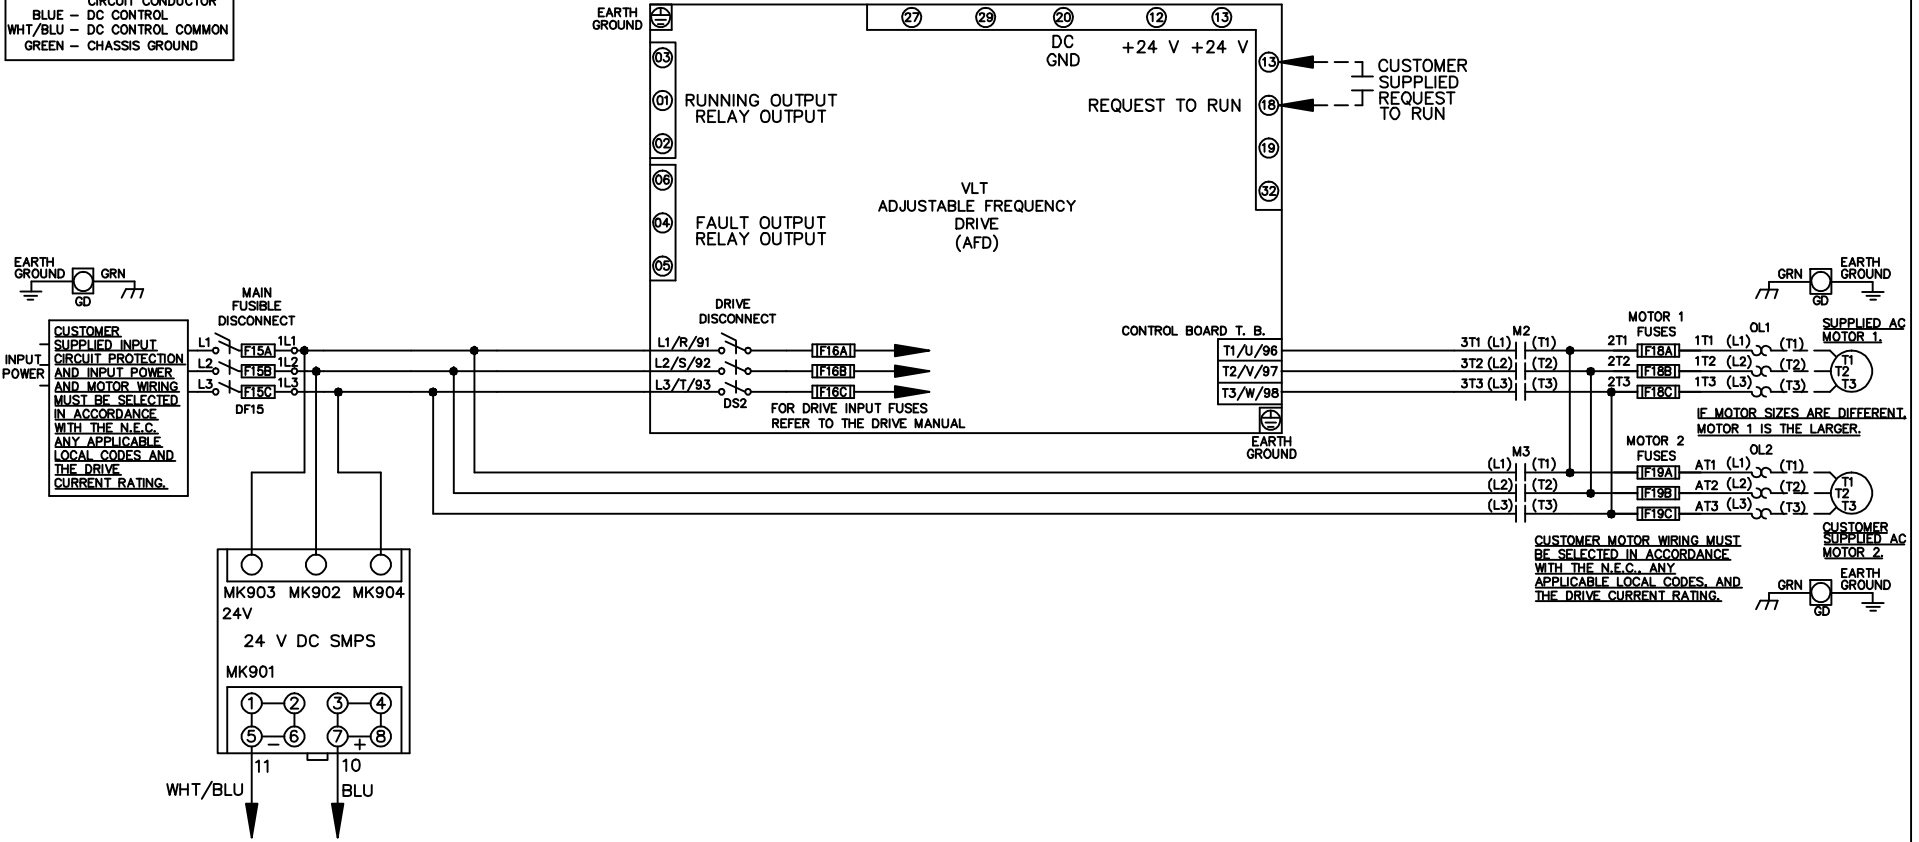 CIRCUIT CONDUCTOR
BLUE – DC CONTROL
WHT/BLU – DC CONTROL COMMON
GREEN – CHASSIS GROUND
EARTH
GROUND
27 29 20 12 13
DC
GND
+24 V +24 V
03
01
02
RUNNING OUTPUT
RELAY OUTPUT
06
04
05
FAULT OUTPUT
RELAY OUTPUT
REQUEST TO RUN
13
18
19
32
CUSTOMER
SUPPLIED
REQUEST
TO RUN
VLT
ADJUSTABLE FREQUENCY
DRIVE
(AFD)
EARTH
GROUND
GRN
GD
MAIN
FUSIBLE
DISCONNECT
INPUT
POWER
CUSTOMER
SUPPLIED INPUT
CIRCUIT PROTECTION
AND INPUT POWER
AND MOTOR WIRING
MUST BE SELECTED
IN ACCORDANCE
WITH THE N.E.C.
ANY APPLICABLE
LOCAL CODES AND
THE DRIVE
CURRENT RATING.
L1 F15A 1L1
L2 F15B 1L2
L3 F15C 1L3
DF15
DRIVE
DISCONNECT
L1/R/91 F16A
L2/S/92 F16B
L3/T/93 F16C
DS2
FOR DRIVE INPUT FUSES
REFER TO THE DRIVE MANUAL
CONTROL BOARD T. B.
T1/U/96
T2/V/97
T3/W/98
EARTH
GROUND
M2
3T1 (L1) (T1)
3T2 (L2) (T2)
3T3 (L3) (T3)
MOTOR 1
FUSES
2T1 F18A 1T1 (L1) (T1)
2T2 F18B 1T2 (L2) (T2)
2T3 F18C 1T3 (L3) (T3)
OL1
GRN
GD
EARTH
GROUND
SUPPLIED AC
MOTOR 1.
T1
T2
T3
IF MOTOR SIZES ARE DIFFERENT,
MOTOR 1 IS THE LARGER.
M3
(L1) (T1)
(L2) (T2)
(L3) (T3)
MOTOR 2
FUSES
F19A AT1 (L1) (T1)
F19B AT2 (L2) (T2)
F19C AT3 (L3) (T3)
OL2
T1
T2
T3
CUSTOMER
SUPPLIED AC
MOTOR 2.
CUSTOMER MOTOR WIRING MUST
BE SELECTED IN ACCORDANCE
WITH THE N.E.C., ANY
APPLICABLE LOCAL CODES, AND
THE DRIVE CURRENT RATING.
GRN
GD
EARTH
GROUND
MK903 MK902 MK904
24V
24 V DC SMPS
MK901
1 2 3 4
5 – 6 7 + 8
11 10
WHT/BLU BLU